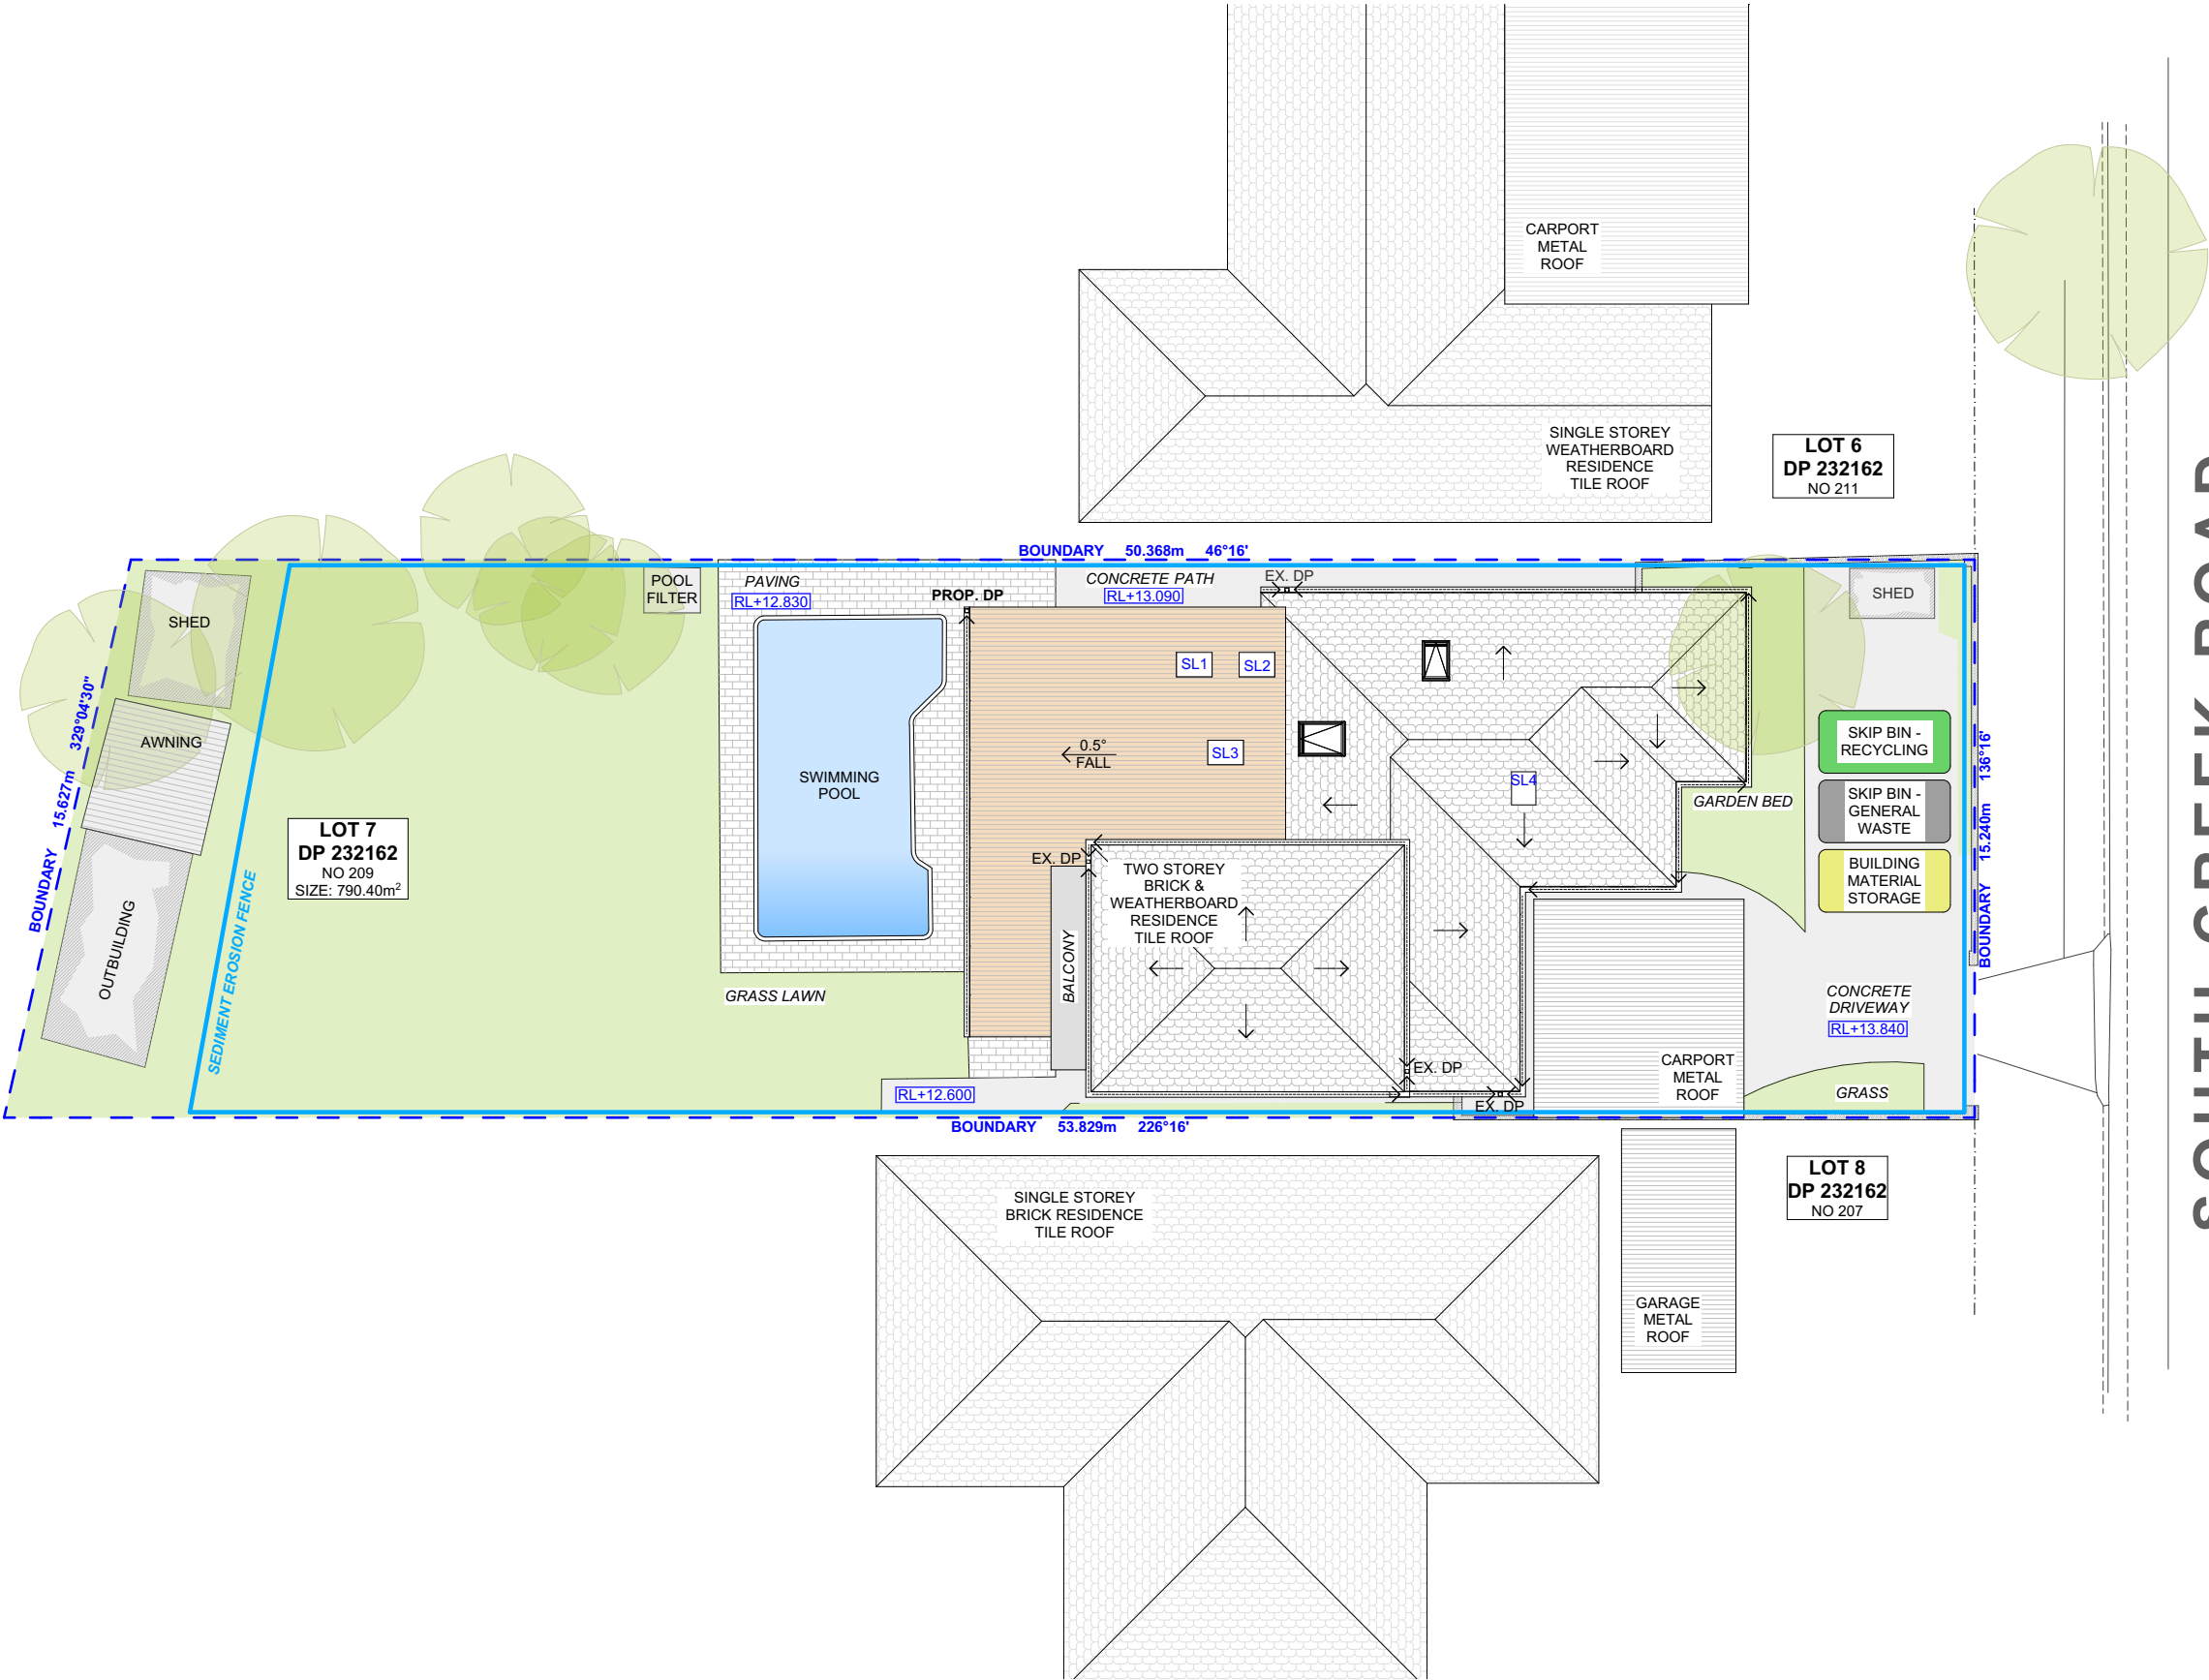 CARPORT
METAL
ROOF
SINGLE STOREY
WEATHERBOARD
RESIDENCE
TILE ROOF
LOT 6
DP 232162
NO 211
SOUTH CREEK ROAD
BOUNDARY 50.368m 46°16'
SHED
POOL
FILTER
PAVING
RL+12.830
PROP. DP
CONCRETE PATH
RL+13.090
EX. DP
SHED
SL1
SL2
SL3
SL4
0.5°
FALL
AWNING
BOUNDARY 15.627m 329°04'30"
OUTBUILDING
SEDIMENT EROSION FENCE
LOT 7
DP 232162
NO 209
SIZE: 790.40m²
SWIMMING
POOL
GRASS LAWN
EX. DP
BALCONY
TWO STOREY
BRICK &
WEATHERBOARD
RESIDENCE
TILE ROOF
GARDEN BED
SKIP BIN -
RECYCLING
SKIP BIN -
GENERAL
WASTE
BUILDING
MATERIAL
STORAGE
BOUNDARY 15.240m 136°16'
CONCRETE
DRIVEWAY
RL+13.840
CARPORT
METAL
ROOF
GRASS
EX. DP
EX. DP
RL+12.600
BOUNDARY 53.829m 226°16'
SINGLE STOREY
BRICK RESIDENCE
TILE ROOF
LOT 8
DP 232162
NO 207
GARAGE
METAL
ROOF